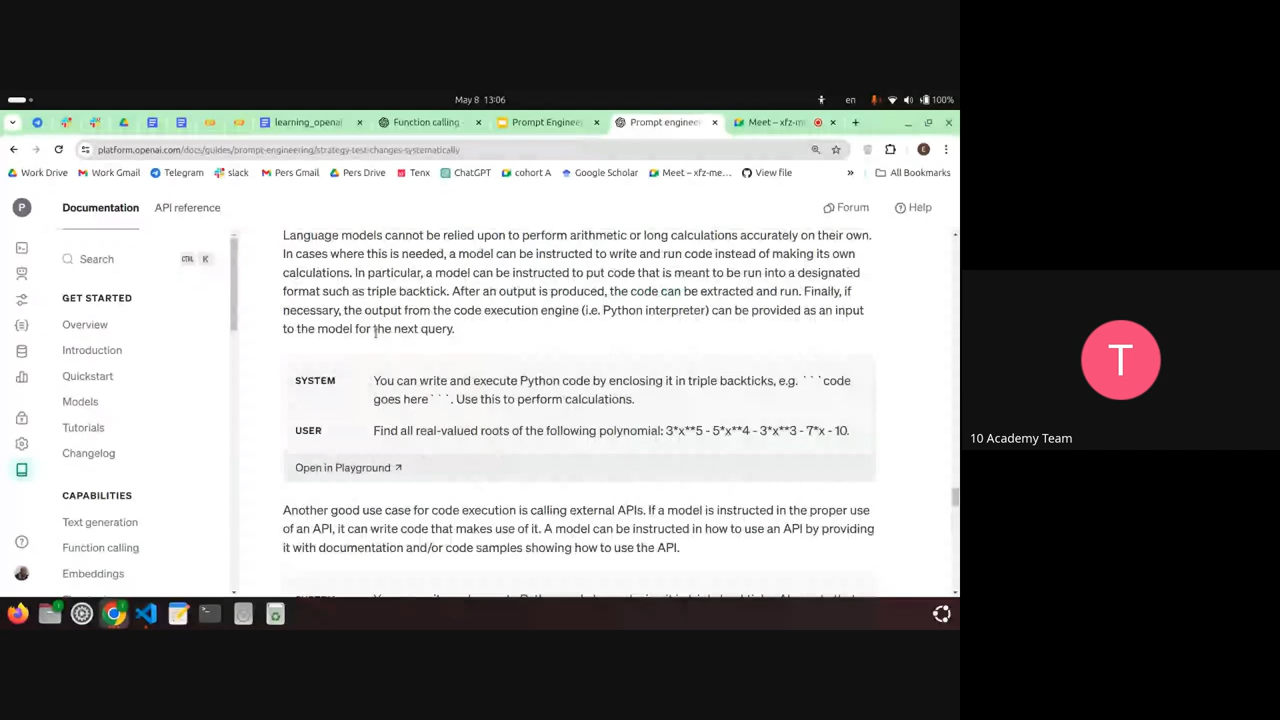 May 8 13:06
en
100%
learning_openai
Function calling -
Prompt Engineer
Prompt engineer
Meet – xfz-m
platform.openai.com/docs/guides/prompt-engineering/strategy-test-changes-systematically
E
Work Drive
Work Gmail
Telegram
slack
Pers Gmail
Pers Drive
Tenx
ChatGPT
cohort A
Google Scholar
Meet – xfz-me...
View file
»
All Bookmarks
P
Documentation
API reference
Forum
Help
Search
CTRL K
GET STARTED
Overview
Introduction
Quickstart
Models
Tutorials
Changelog
CAPABILITIES
Text generation
Function calling
Embeddings
Language models cannot be relied upon to perform arithmetic or long calculations accurately on their own.
In cases where this is needed, a model can be instructed to write and run code instead of making its own
calculations. In particular, a model can be instructed to put code that is meant to be run into a designated
format such as triple backtick. After an output is produced, the code can be extracted and run. Finally, if
necessary, the output from the code execution engine (i.e. Python interpreter) can be provided as an input
to the model for the next query.
SYSTEM You can write and execute Python code by enclosing it in triple backticks, e.g. ```code
goes here```. Use this to perform calculations.
USER Find all real-valued roots of the following polynomial: 3*x**5 - 5*x**4 - 3*x**3 - 7*x - 10.
Open in Playground ↗
Another good use case for code execution is calling external APIs. If a model is instructed in the proper use
of an API, it can write code that makes use of it. A model can be instructed in how to use an API by providing
it with documentation and/or code samples showing how to use the API.
T
10 Academy Team